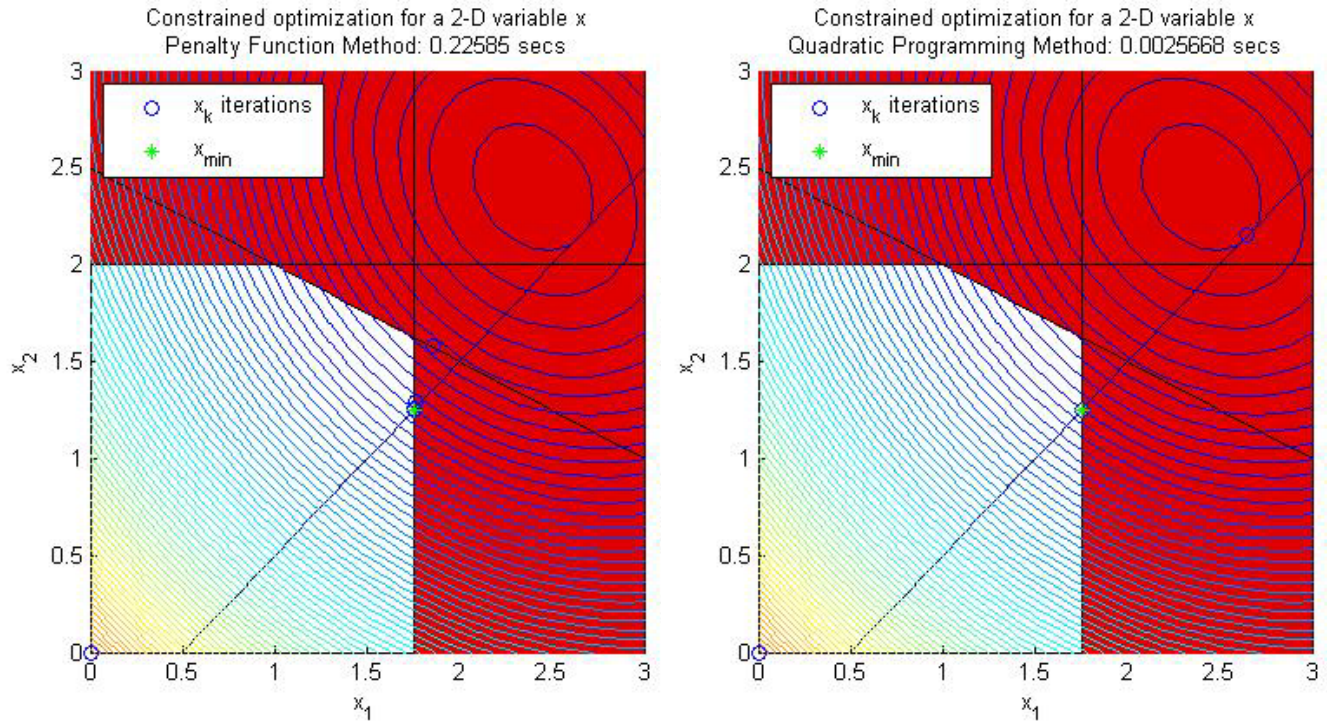 Constrained optimization for a 2-D variable x
Penalty Function Method: 0.22585 secs
3
2.5
2
1.5
1
0.5
0
x_2
x_k iterations
x_min
0
0.5
1
1.5
2
2.5
3
x_1
Constrained optimization for a 2-D variable x
Quadratic Programming Method: 0.0025668 secs
3
2.5
2
1.5
1
0.5
0
x_2
x_k iterations
x_min
0
0.5
1
1.5
2
2.5
3
x_1